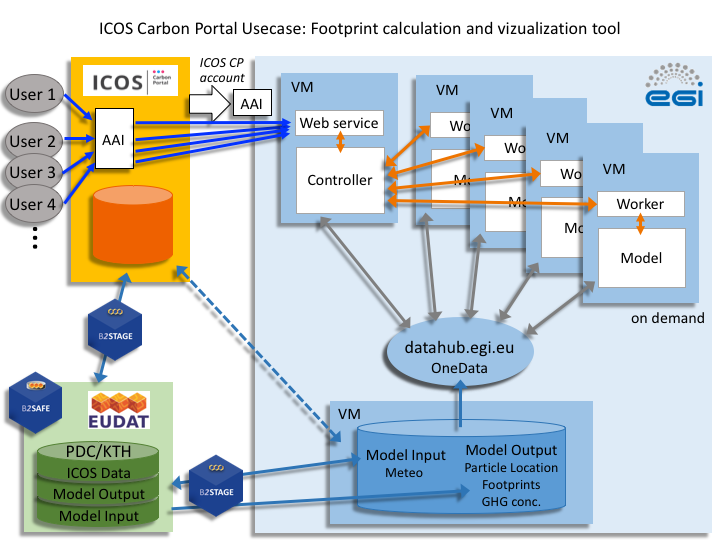 ICOS Carbon Portal Usecase: Footprint calculation and vizualization tool
ICOS
Carbon
Portal
ICOS CP
account
egi
User 1
User 2
User 3
User 4
AAI
AAI
VM
Web service
Controller
VM
Wo
Mo
VM
Wo
Mo
VM
Wo
Mo
VM
Worker
Model
on demand
datahub.egi.eu
OneData
B2STAGE
B2SAFE
EUDAT
PDC/KTH
ICOS Data
Model Output
Model Input
B2STAGE
VM
Model Input
Meteo
Model Output
Particle Location
Footprints
GHG conc.